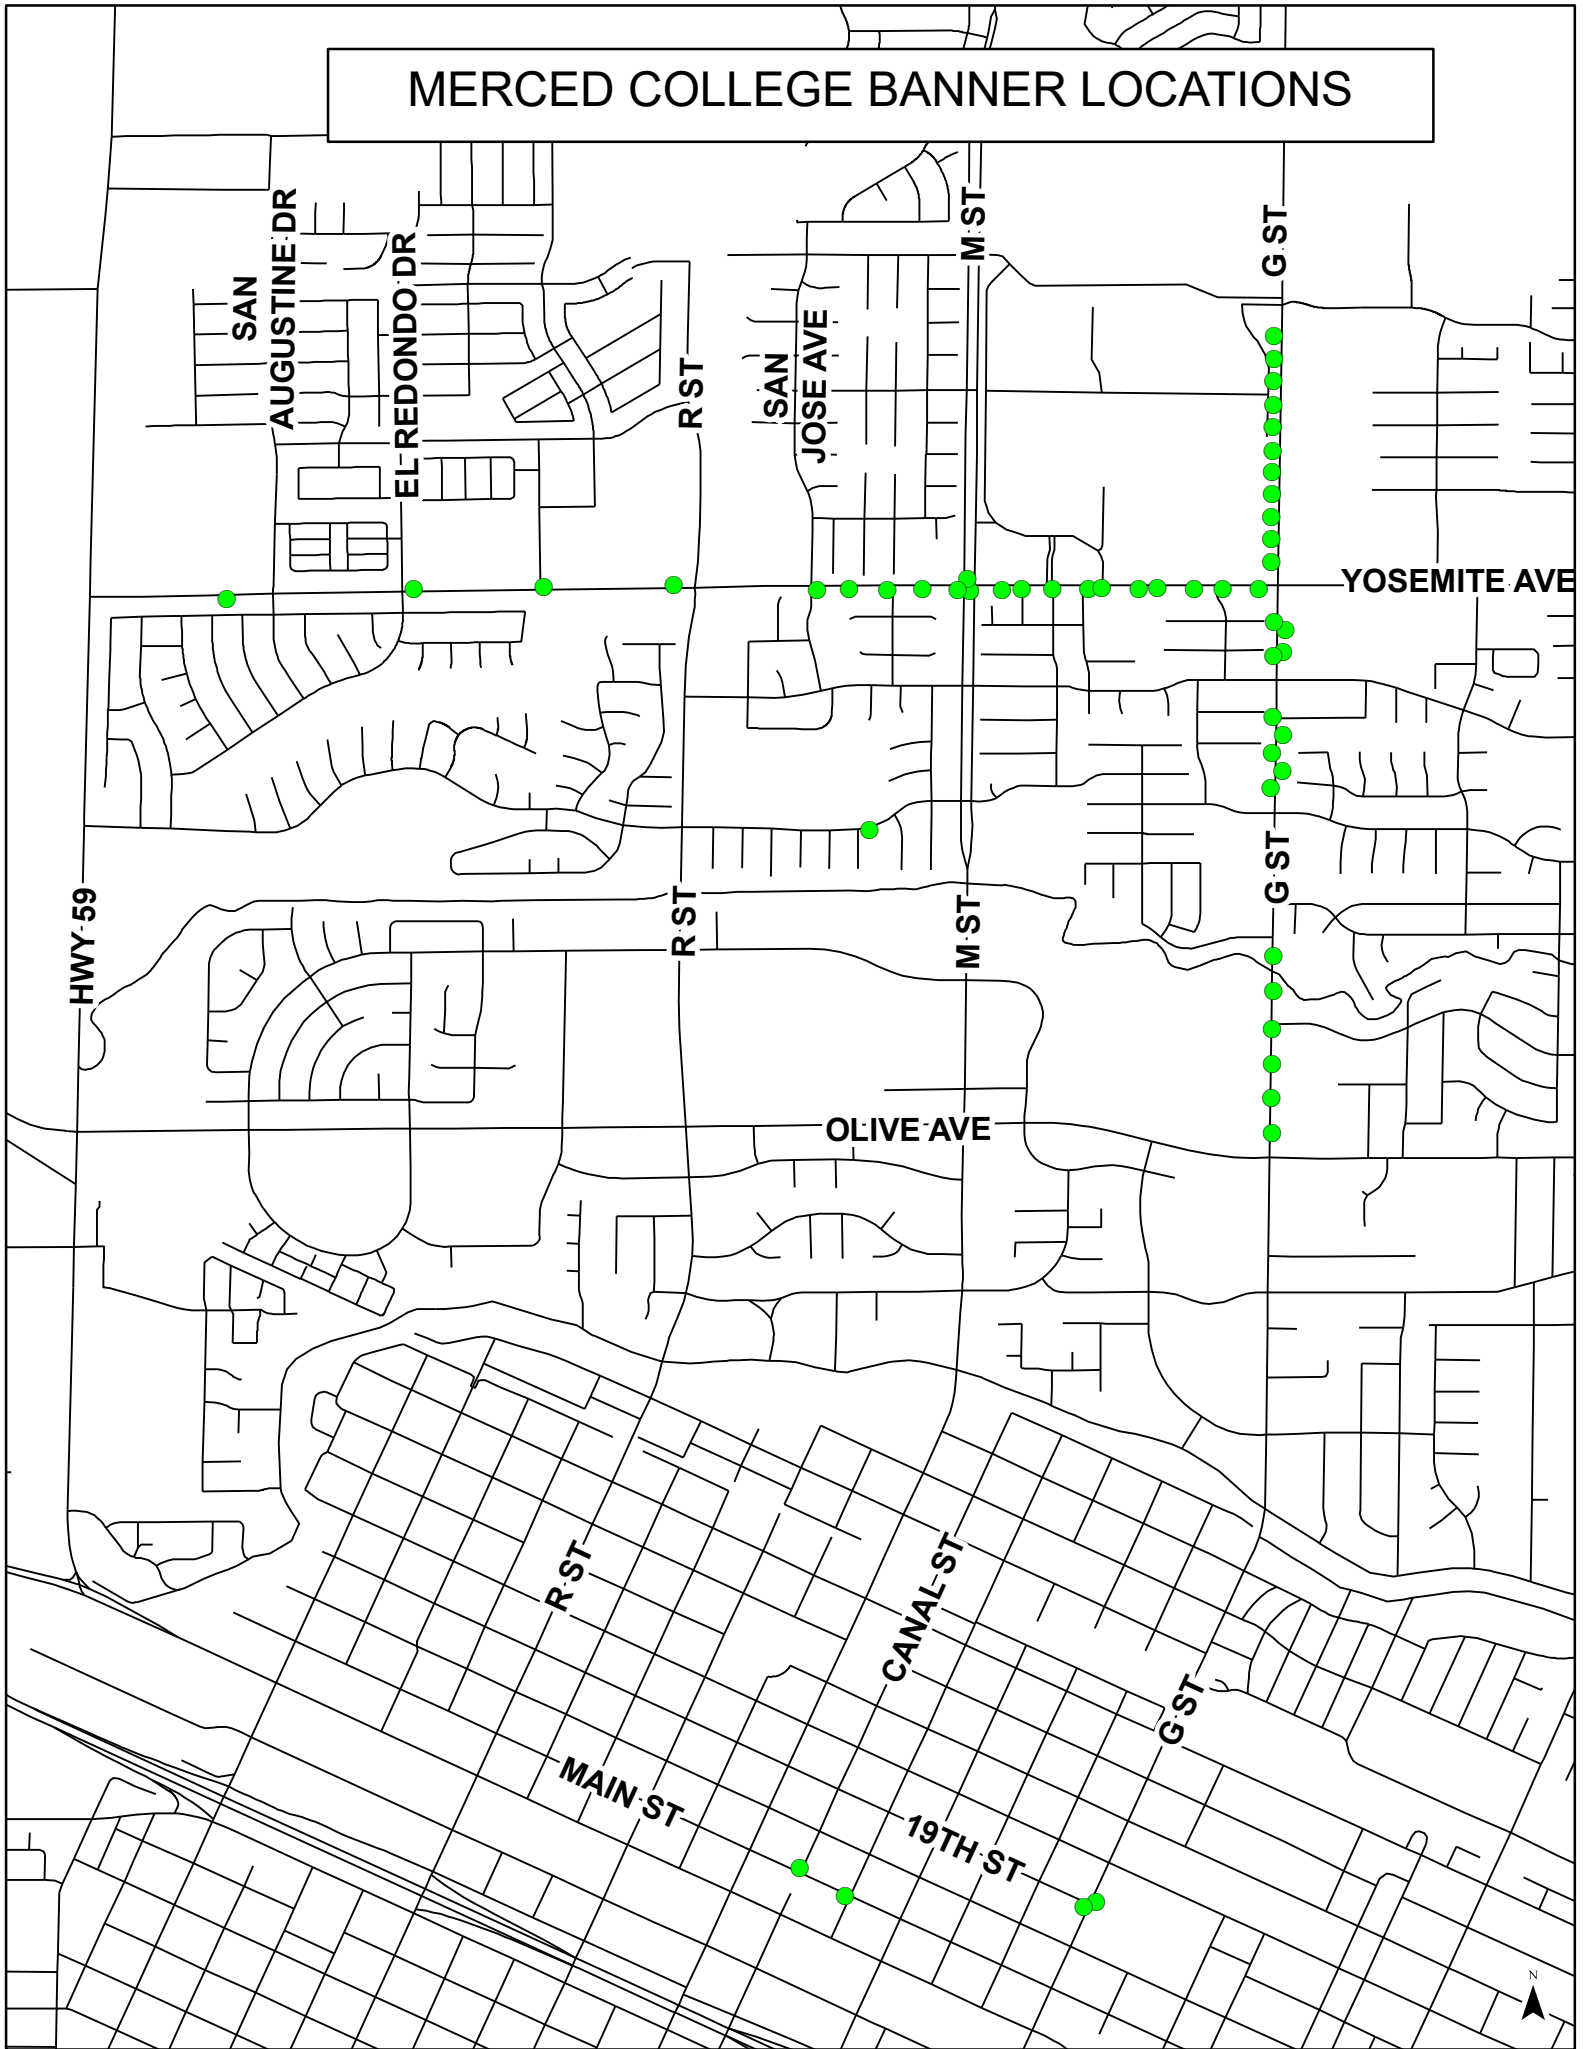 MERCED COLLEGE BANNER LOCATIONS
SAN
AUGUSTINE DR
EL REDONDO DR
R ST
SAN
JOSE AVE
M ST
G ST
YOSEMITE AVE
HWY 59
R ST
M ST
G ST
OLIVE AVE
R ST
CANAL ST
G ST
MAIN ST
19TH ST
N